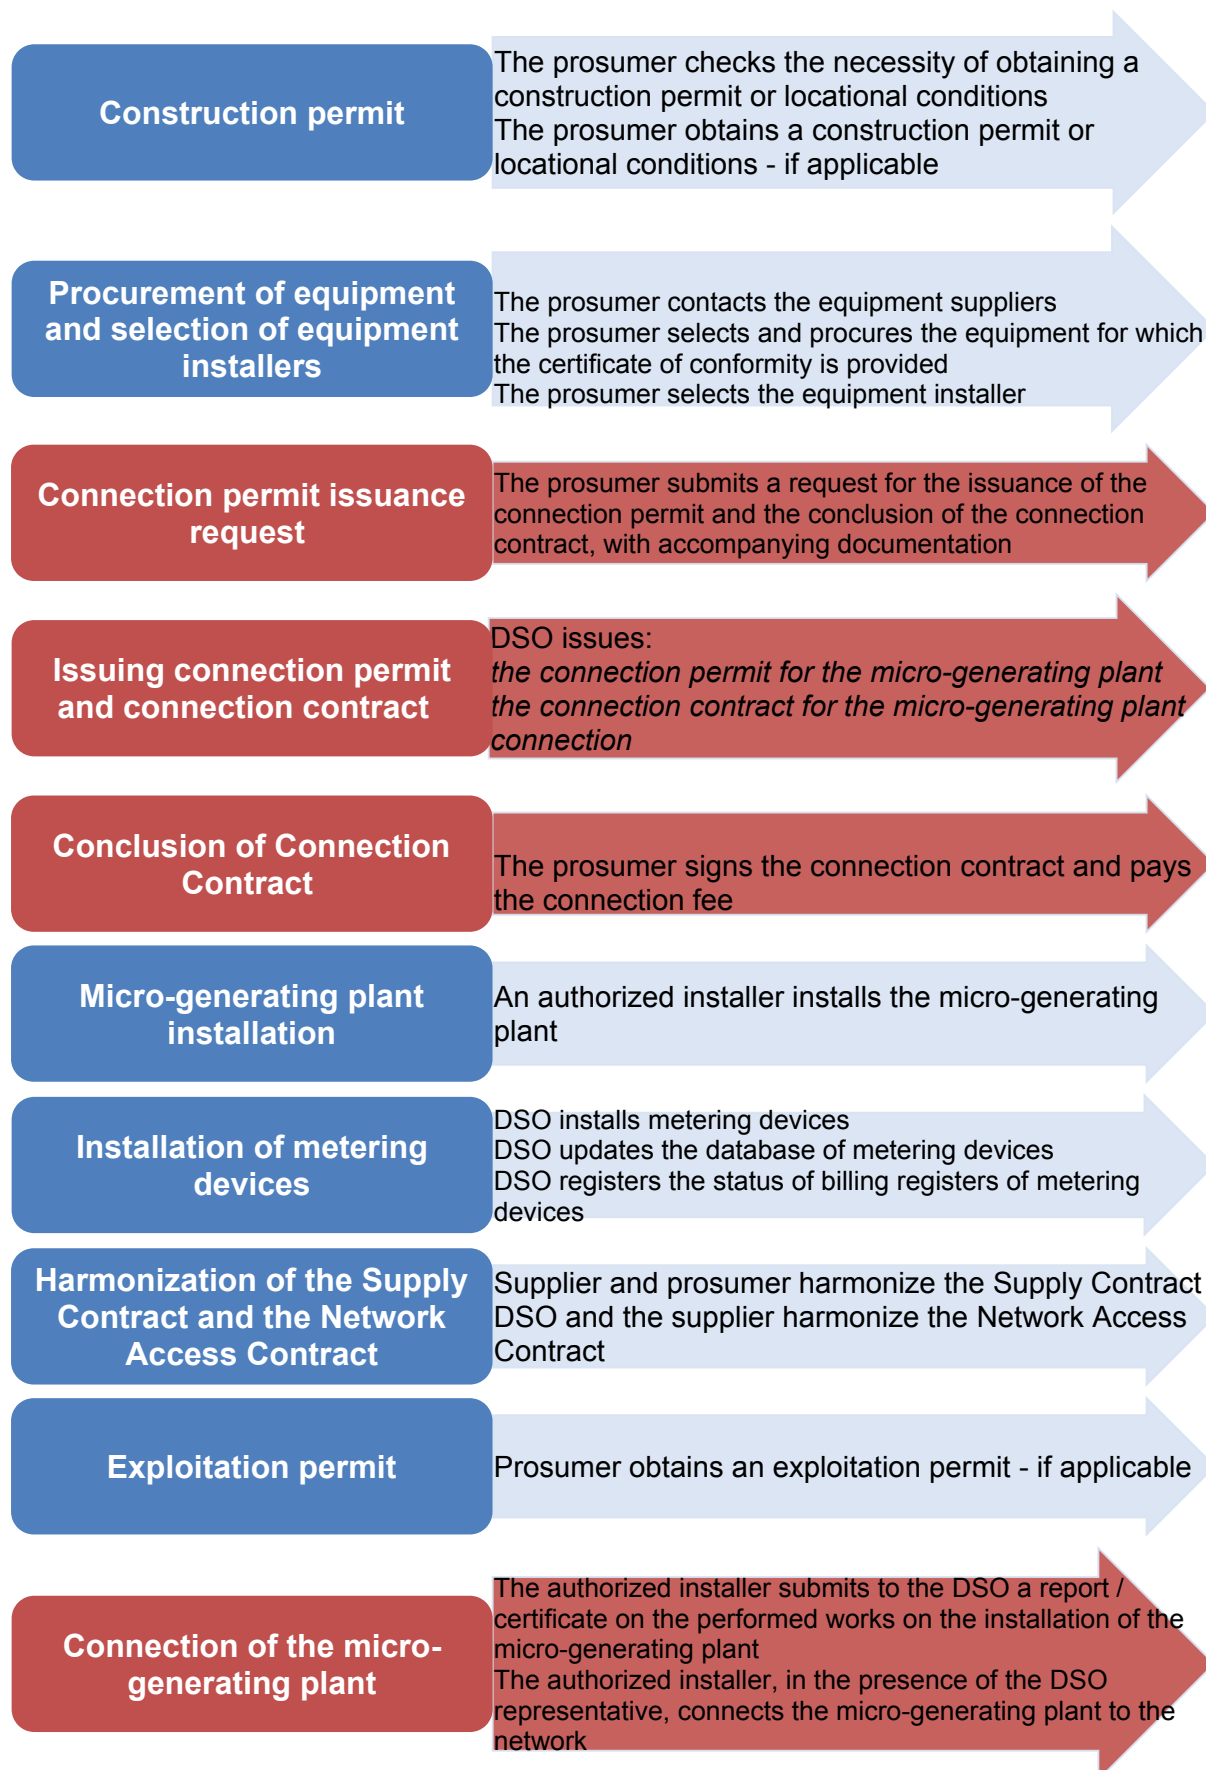 Construction permit
The prosumer checks the necessity of obtaining a
construction permit or locational conditions
The prosumer obtains a construction permit or
locational conditions - if applicable
Procurement of equipment
and selection of equipment
installers
The prosumer contacts the equipment suppliers
The prosumer selects and procures the equipment for which
the certificate of conformity is provided
The prosumer selects the equipment installer
Connection permit issuance
request
The prosumer submits a request for the issuance of the
connection permit and the conclusion of the connection
contract, with accompanying documentation
Issuing connection permit
and connection contract
DSO issues:
the connection permit for the micro-generating plant
the connection contract for the micro-generating plant
connection
Conclusion of Connection
Contract
The prosumer signs the connection contract and pays
the connection fee
Micro-generating plant
installation
An authorized installer installs the micro-generating
plant
Installation of metering
devices
DSO installs metering devices
DSO updates the database of metering devices
DSO registers the status of billing registers of metering
devices
Harmonization of the Supply
Contract and the Network
Access Contract
Supplier and prosumer harmonize the Supply Contract
DSO and the supplier harmonize the Network Access
Contract
Exploitation permit
Prosumer obtains an exploitation permit - if applicable
Connection of the micro-
generating plant
The authorized installer submits to the DSO a report /
certificate on the performed works on the installation of the
micro-generating plant
The authorized installer, in the presence of the DSO
representative, connects the micro-generating plant to the
network